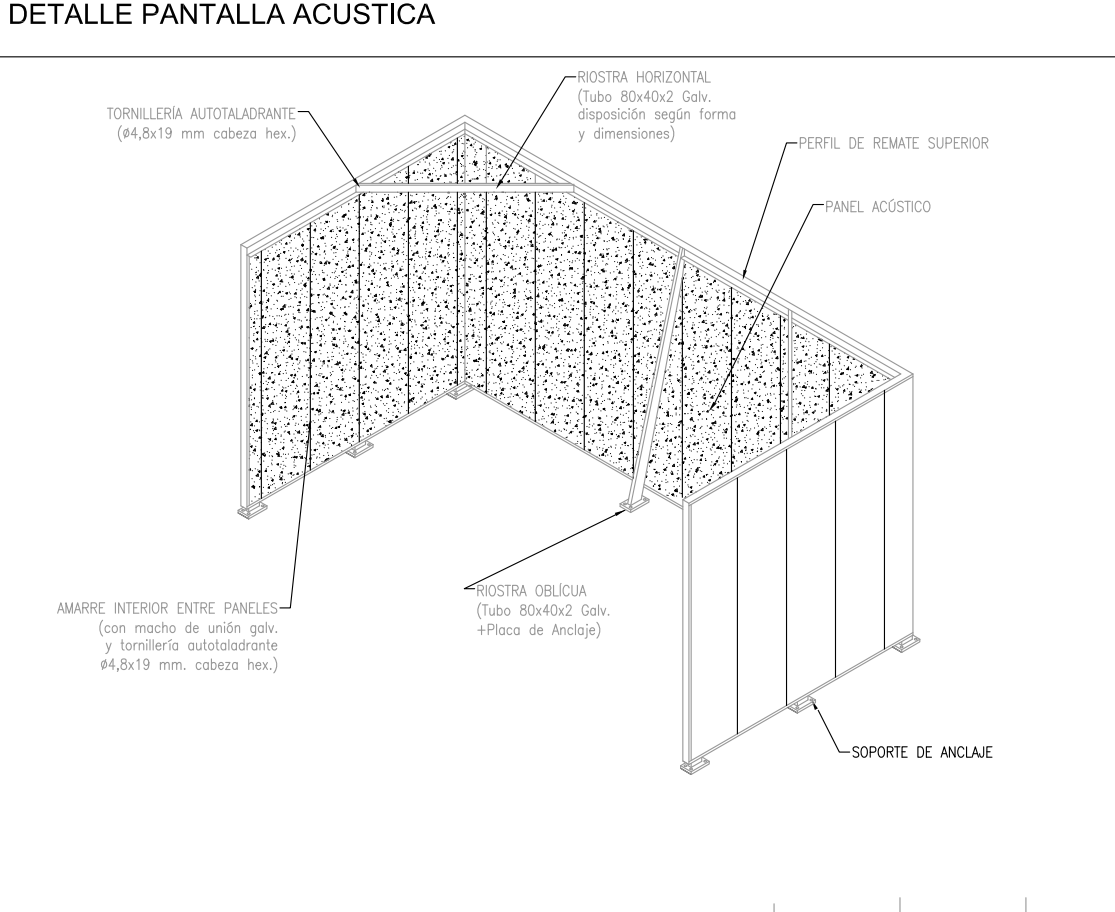 DETALLE PANTALLA ACUSTICA
RIOSTRA HORIZONTAL
(Tubo 80x40x2 Galv.
disposición según forma
y dimensiones)
TORNILLERÍA AUTOTALADRANTE
(ø4,8x19 mm cabeza hex.)
PERFIL DE REMATE SUPERIOR
PANEL ACÚSTICO
RIOSTRA OBLÍCUA
(Tubo 80x40x2 Galv.
+Placa de Anclaje)
AMARRE INTERIOR ENTRE PANELES
(con macho de unión galv.
y tornillería autotaladrante
ø4,8x19 mm. cabeza hex.)
SOPORTE DE ANCLAJE